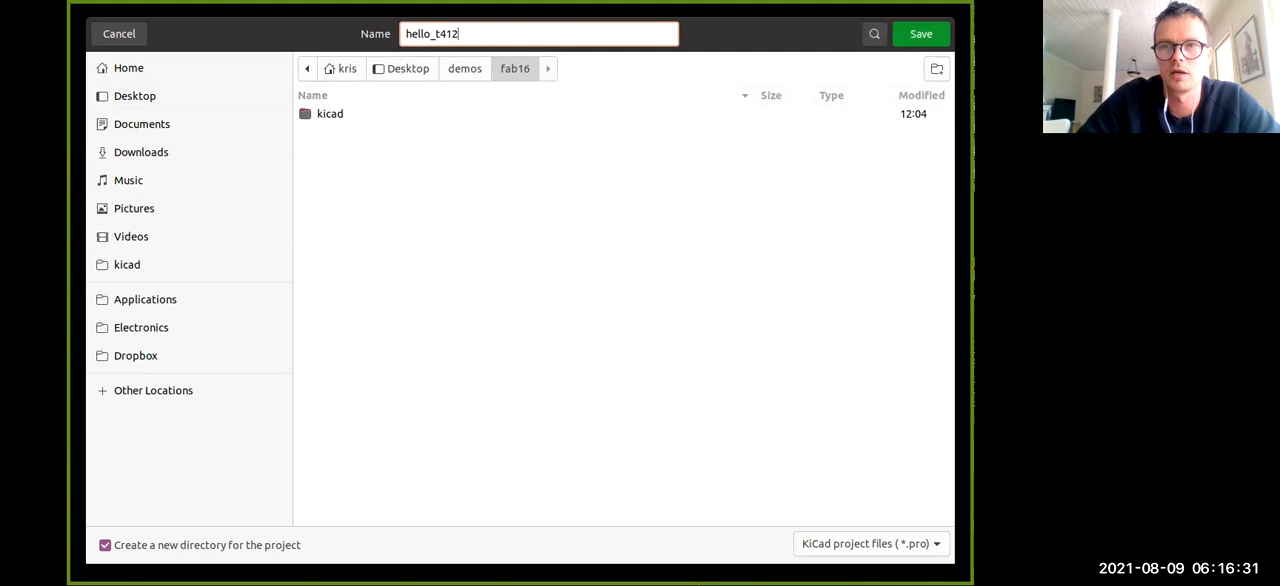 Cancel
Name
hello_t412
Save
Home
kris
Desktop
demos
fab16
Desktop
Name
Size
Type
Modified
Documents
kicad
12:04
Downloads
Music
Pictures
Videos
kicad
Applications
Electronics
Dropbox
Other Locations
Create a new directory for the project
KiCad project files ( *.pro)
2021-08-09 06:16:31